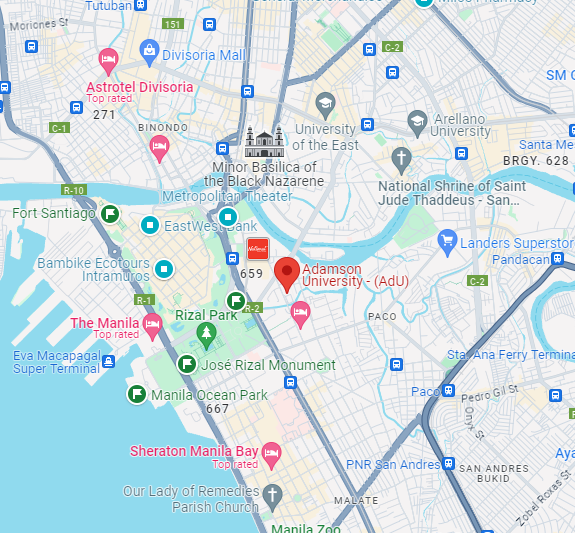 Tutuban
Moriones St
151
C-2
Divisoria Mall
SM C
Astrotel Divisoria
Top rated
271
C-1
BINONDO
University
of the East
Arellano
University
Santa Me
BRGY. 628
Minor Basilica of
the Black Nazarene
National Shrine of Saint
Jude Thaddeus - San...
R-10
Metropolitan Theater
Fort Santiago
EastWest Bank
Landers Superstore
Pandacan
Bambike Ecotours
Intramuros
659
Adamson
University - (AdU)
C-2
R-1
R-2
Rizal Park
PACO
The Manila
Top rated
Eva Macapagal
Super Terminal
José Rizal Monument
Sta. Ana Ferry Termina
Manila Ocean Park
667
Paco
Pedro Gil St
Onyx St
Sheraton Manila Bay
Top rated
PNR San Andres
Aya
SAN ANDRES
BUKID
Our Lady of Remedies
Parish Church
MALATE
Zobel Roxas St
Manila Zoo